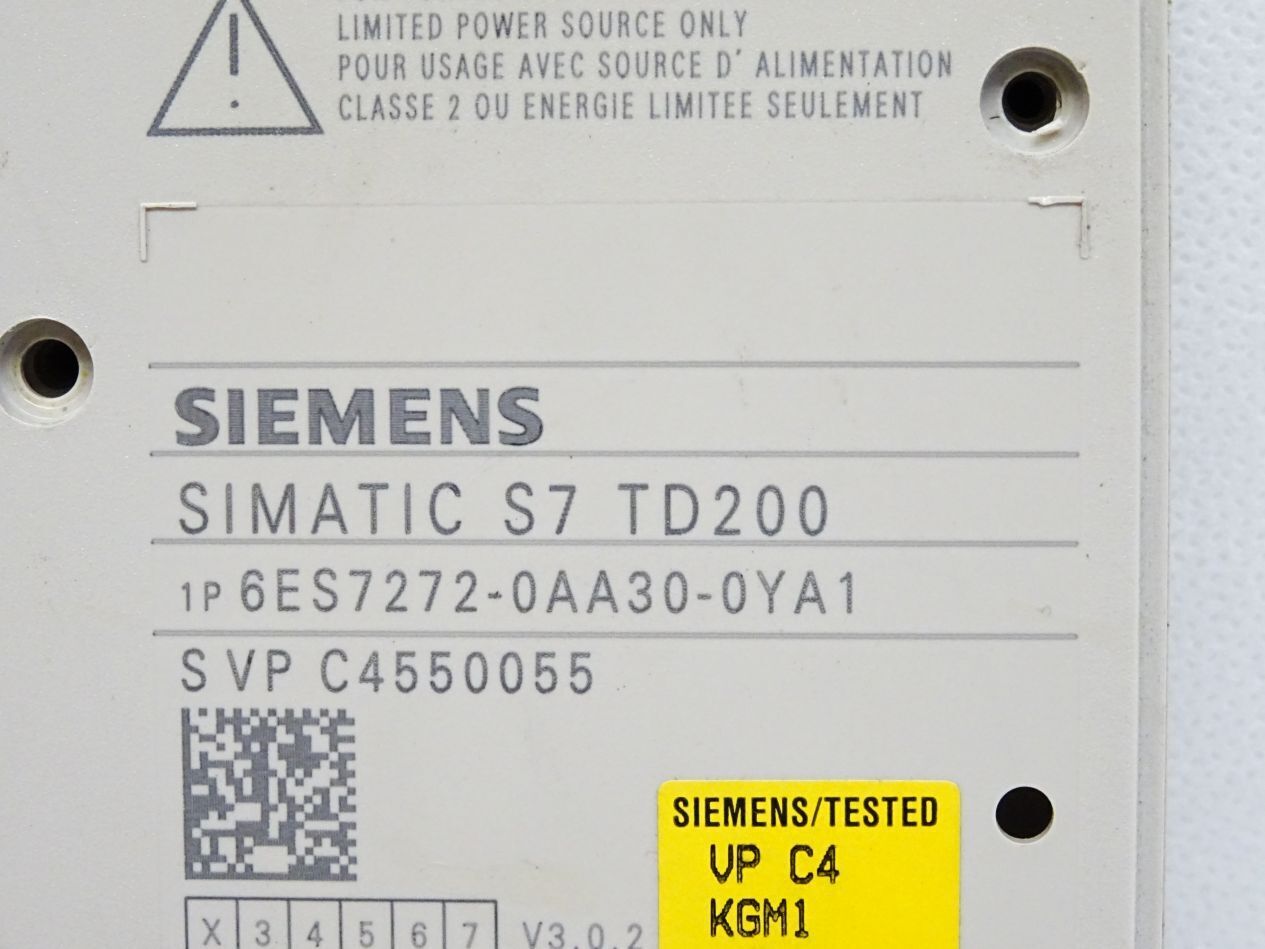 LIMITED POWER SOURCE ONLY
POUR USAGE AVEC SOURCE D' ALIMENTATION
CLASSE 2 OU ENERGIE LIMITEE SEULEMENT
SIEMENS
SIMATIC S7 TD200
1P 6ES7272-0AA30-0YA1
S VP C4550055
SIEMENS/TESTED
VP C4
KGM1
X 3 4 5 6 7 V3.0.2